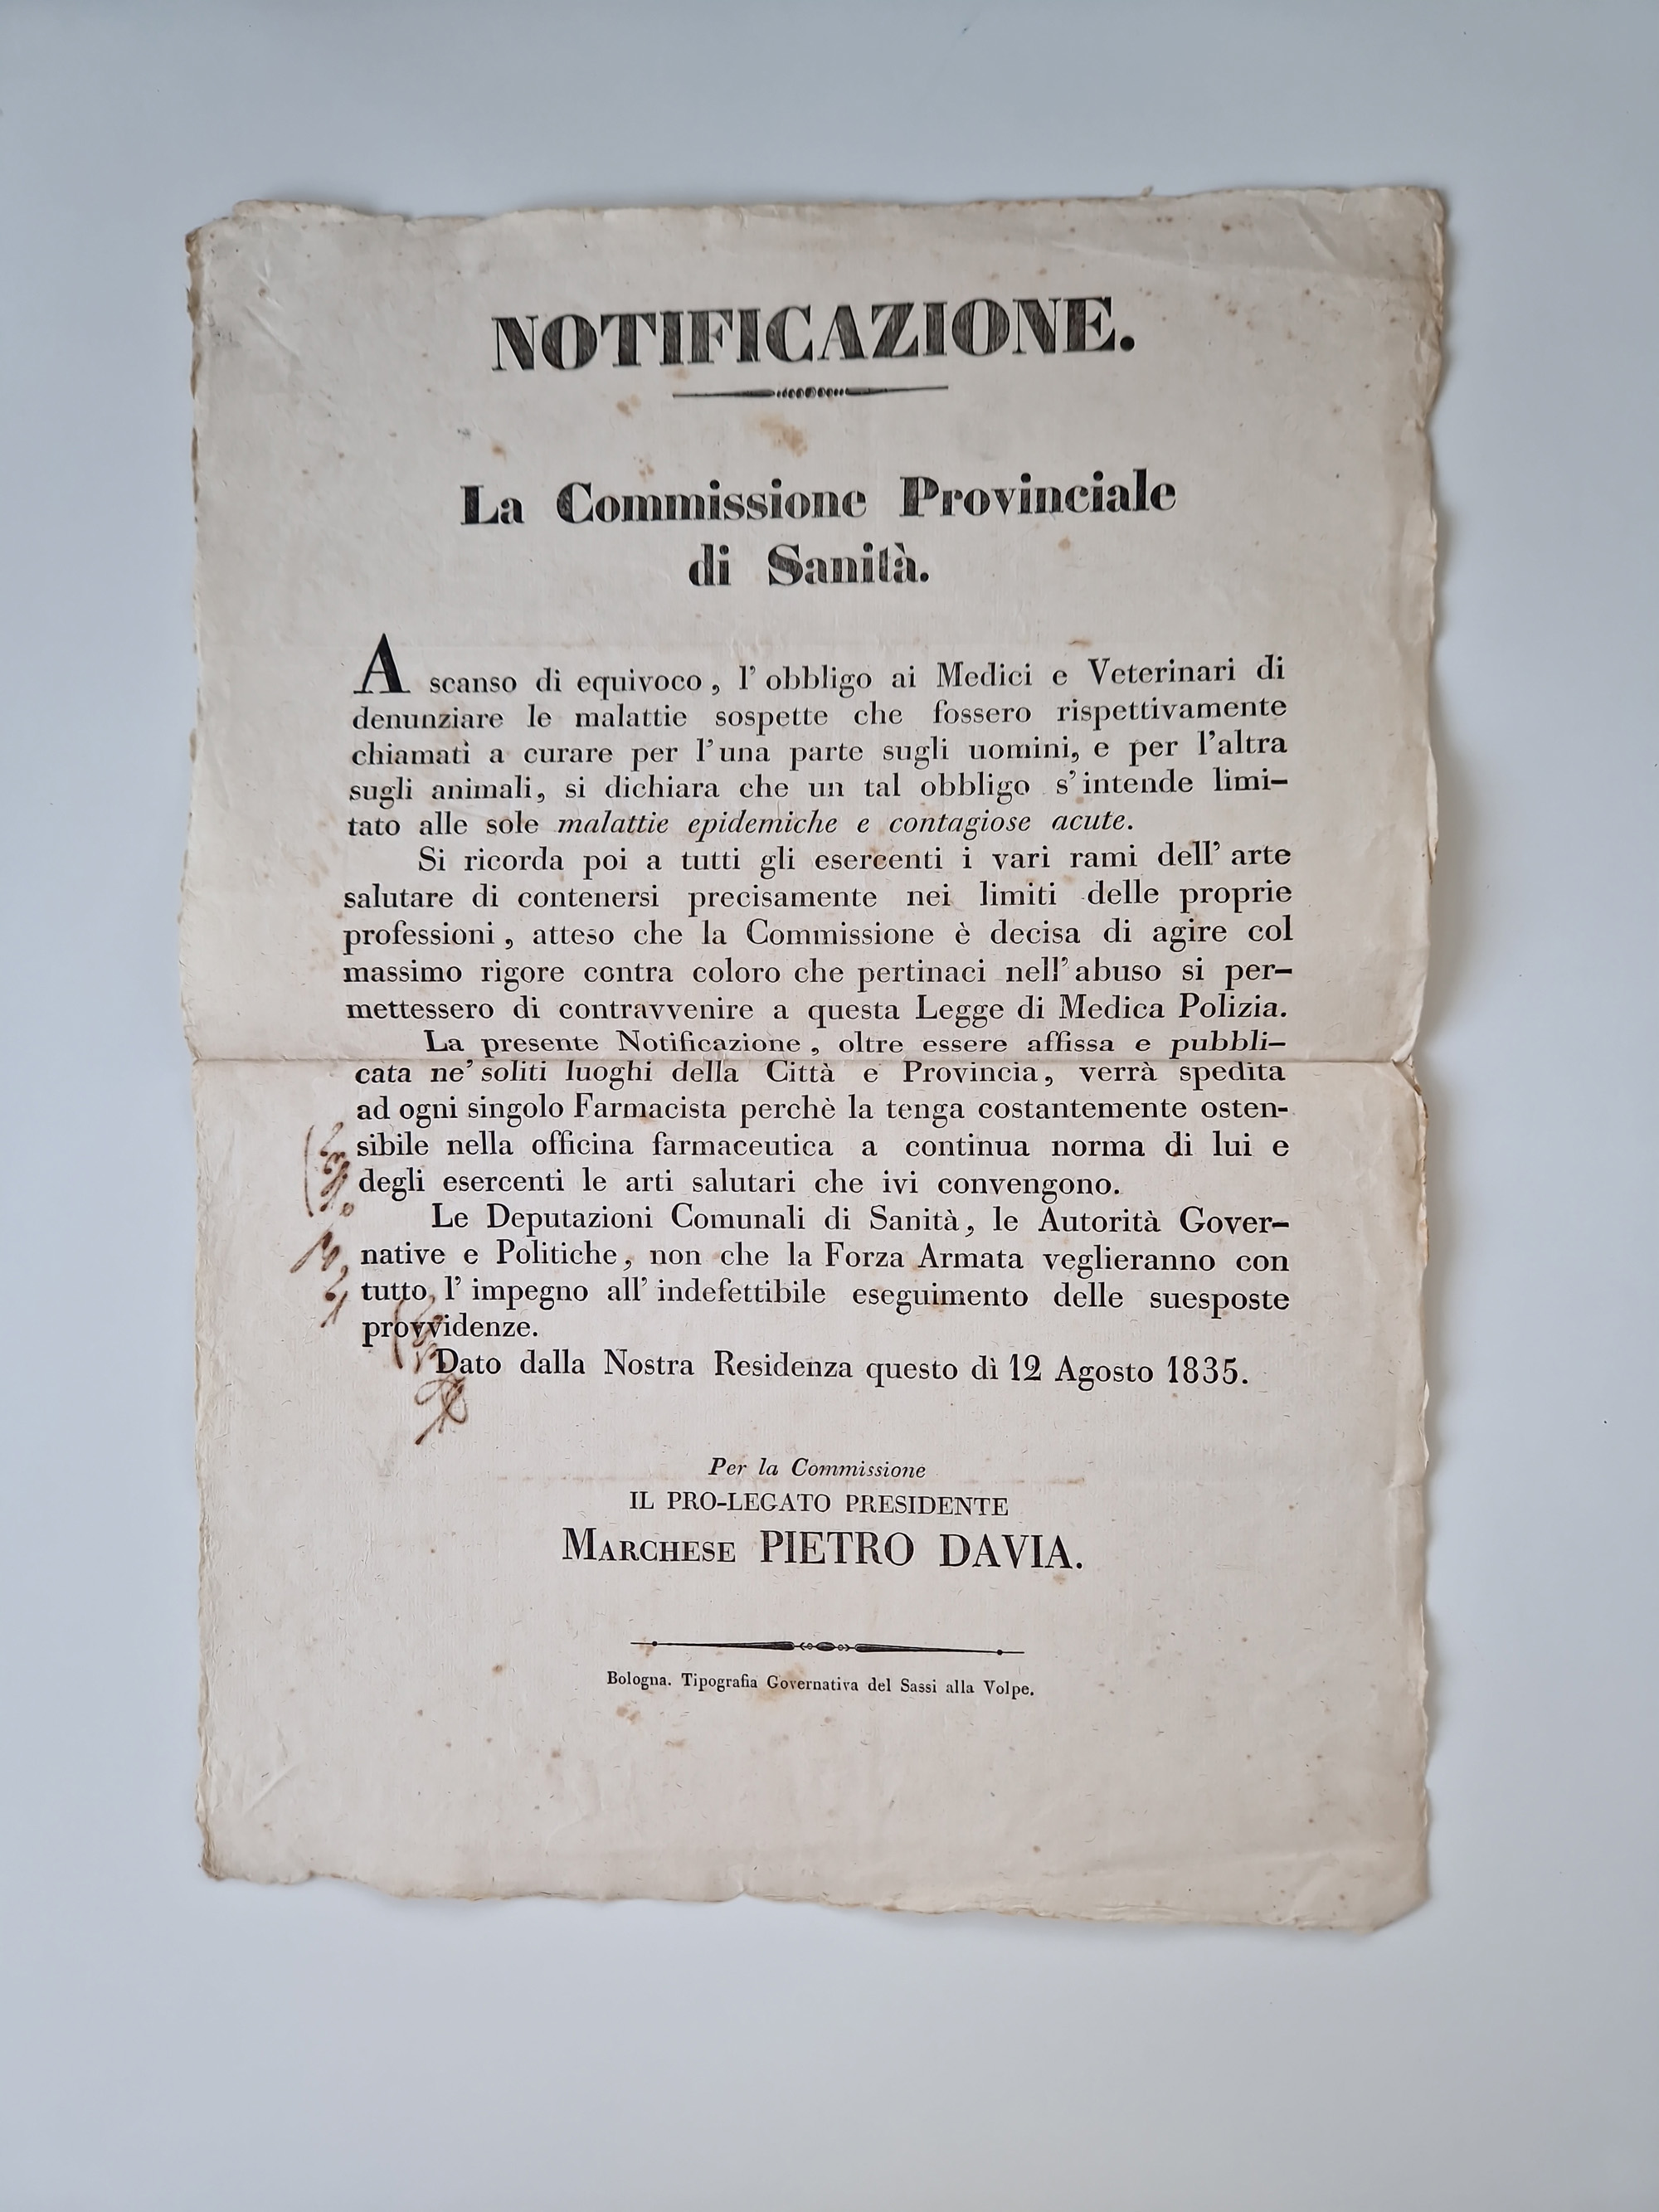 NOTIFICAZIONE.
La Commissione Provinciale
di Sanità.
A scanso di equivoco, l'obbligo ai Medici e Veterinari di
denunziare le malattie sospette che fossero rispettivamente
chiamati a curare per l'una parte sugli uomini, e per l'altra
sugli animali, si dichiara che un tal obbligo s'intende limi-
tato alle sole malattie epidemiche e contagiose acute.
Si ricorda poi a tutti gli esercenti i vari rami dell'arte
salutare di contenersi precisamente nei limiti delle proprie
professioni, atteso che la Commissione è decisa di agire col
massimo rigore contra coloro che pertinaci nell'abuso si per-
mettessero di contravvenire a questa Legge di Medica Polizia.
La presente Notificazione, oltre essere affissa e pubbli-
cata ne' soliti luoghi della Città e Provincia, verrà spedita
ad ogni singolo Farmacista perchè la tenga costantemente osten-
sibile nella officina farmaceutica a continua norma di lui e
degli esercenti le arti salutari che ivi convengono.
Le Deputazioni Comunali di Sanità, le Autorità Gover-
native e Politiche, non che la Forza Armata veglieranno con
tutto l'impegno all'indefettibile eseguimento delle suesposte
provvidenze.
Dato dalla Nostra Residenza questo dì 12 Agosto 1835.
Per la Commissione
IL PRO-LEGATO PRESIDENTE
MARCHESE PIETRO DAVIA.
Bologna. Tipografia Governativa del Sassi alla Volpe.